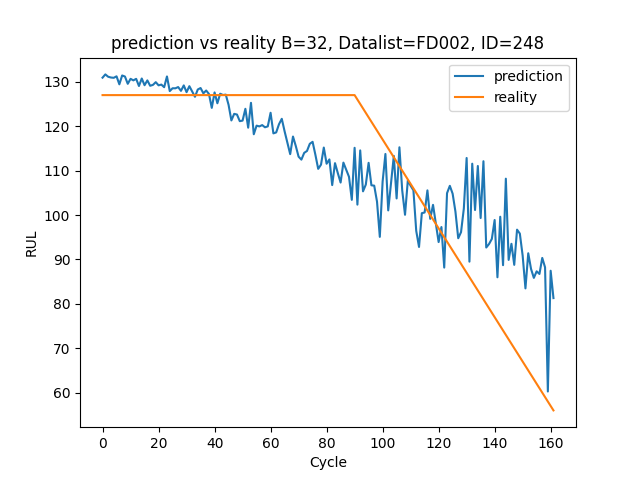 prediction vs reality B=32, Datalist=FD002, ID=248
prediction
reality
130
120
110
100
90
80
70
60
RUL
0 20 40 60 80 100 120 140 160
Cycle